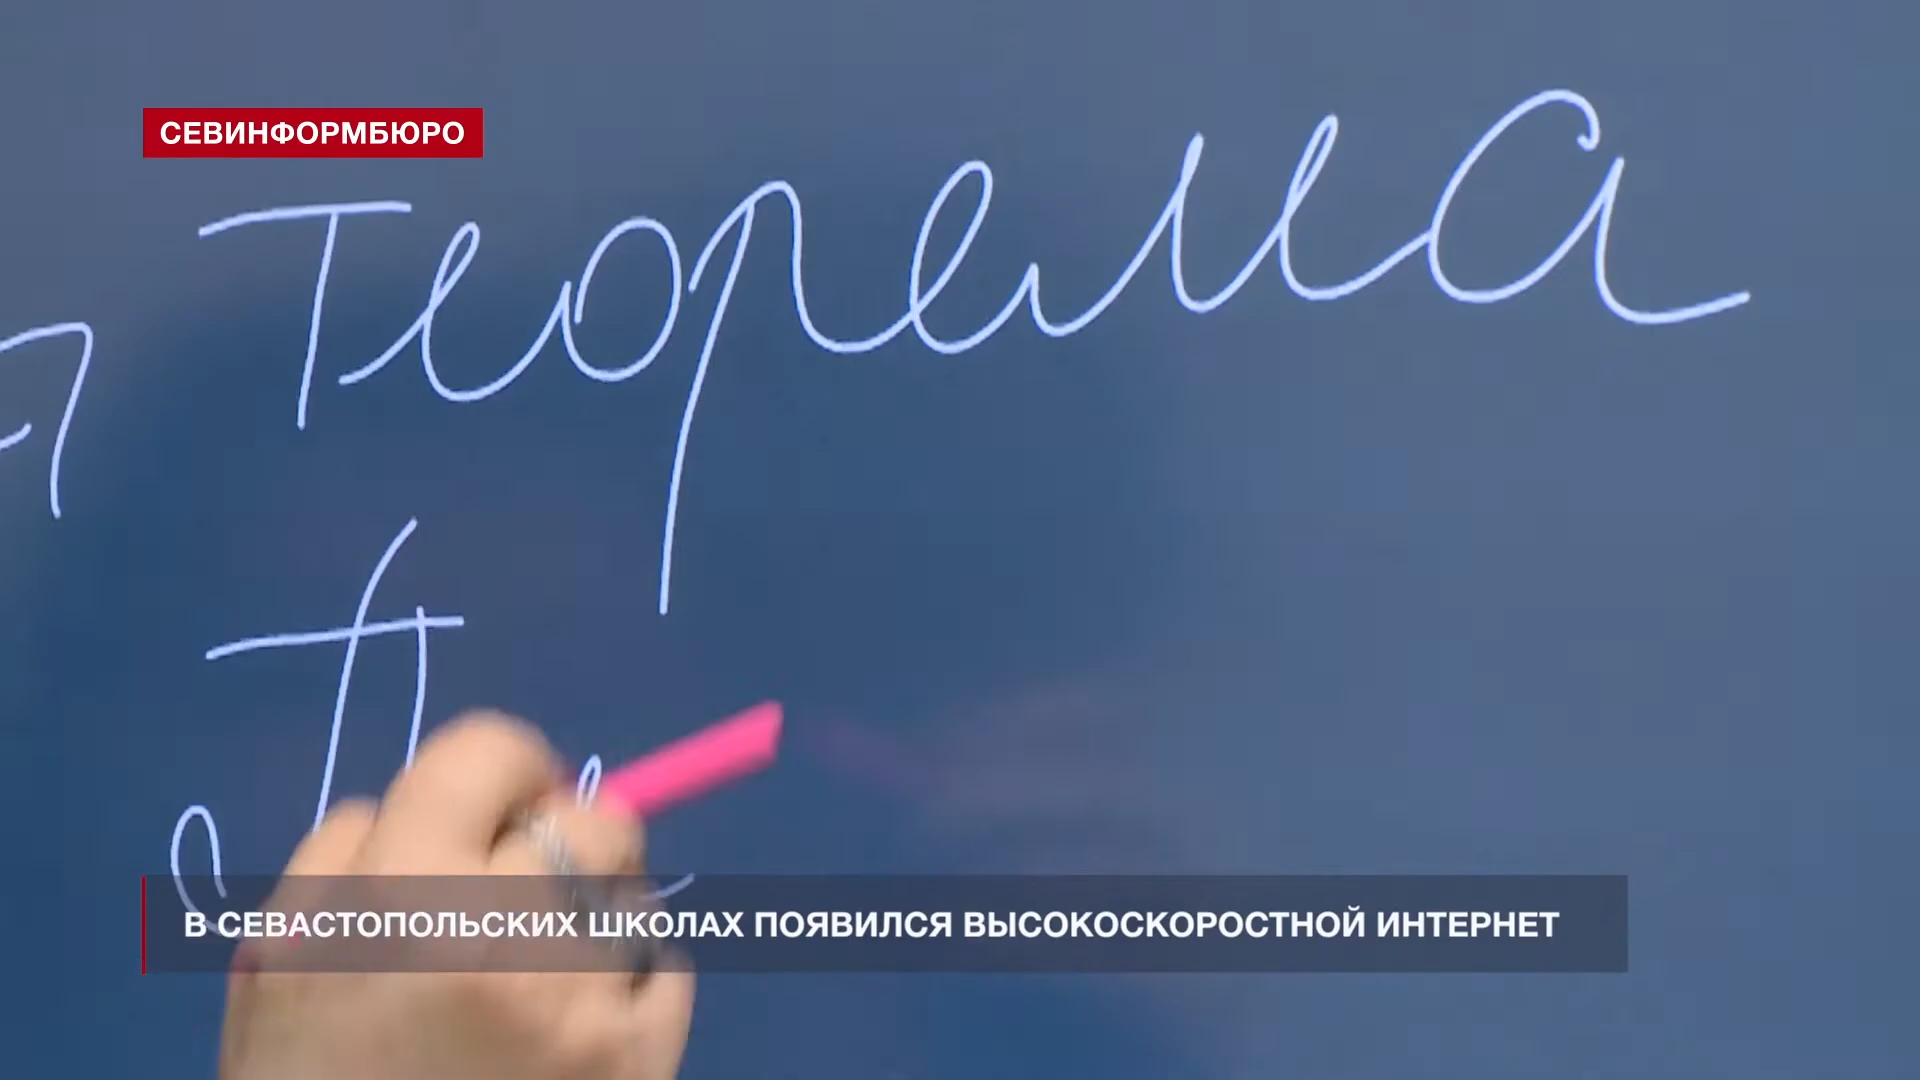 СЕВИНФОРМБЮРО
Теорема
В СЕВАСТОПОЛЬСКИХ ШКОЛАХ ПОЯВИЛСЯ ВЫСОКОСКОРОСТНОЙ ИНТЕРНЕТ